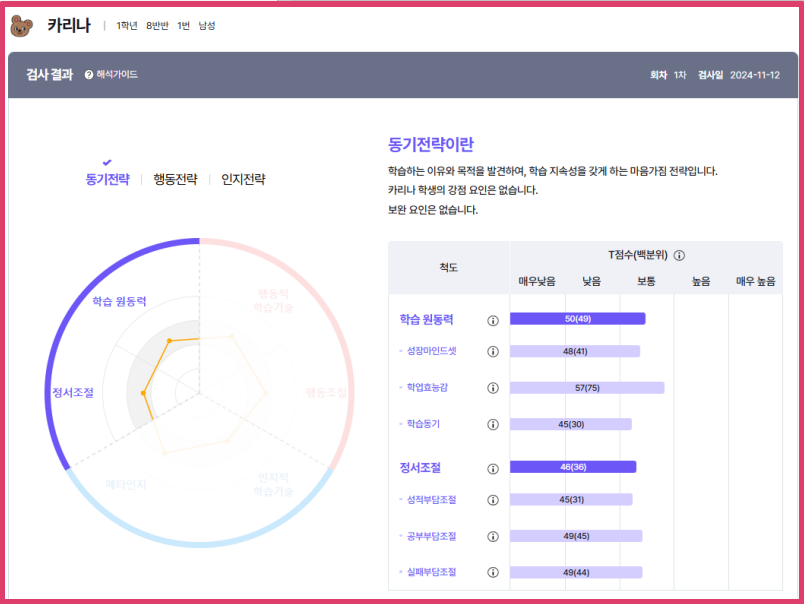 카리나 | 1학년 8반반 1번 남성
검사 결과 ? 해석가이드
회차 1차 검사일 2024-11-12
동기전략 | 행동전략 | 인지전략
학습 원동력
행동적
학습기술
정서조절
행동조절
메타인지
인지적
학습기술
동기전략이란
학습하는 이유와 목적을 발견하여, 학습 지속성을 갖게 하는 마음가짐 전략입니다.
카리나 학생의 강점 요인은 없습니다.
보완 요인은 없습니다.
척도
T점수(백분위)
매우낮음 낮음 보통 높음 매우 높음
학습 원동력 50(49)
- 성장마인드셋 48(41)
- 학업효능감 57(75)
- 학습동기 45(30)
정서조절 46(36)
- 성적부담조절 45(31)
- 공부부담조절 49(45)
- 실패부담조절 49(44)